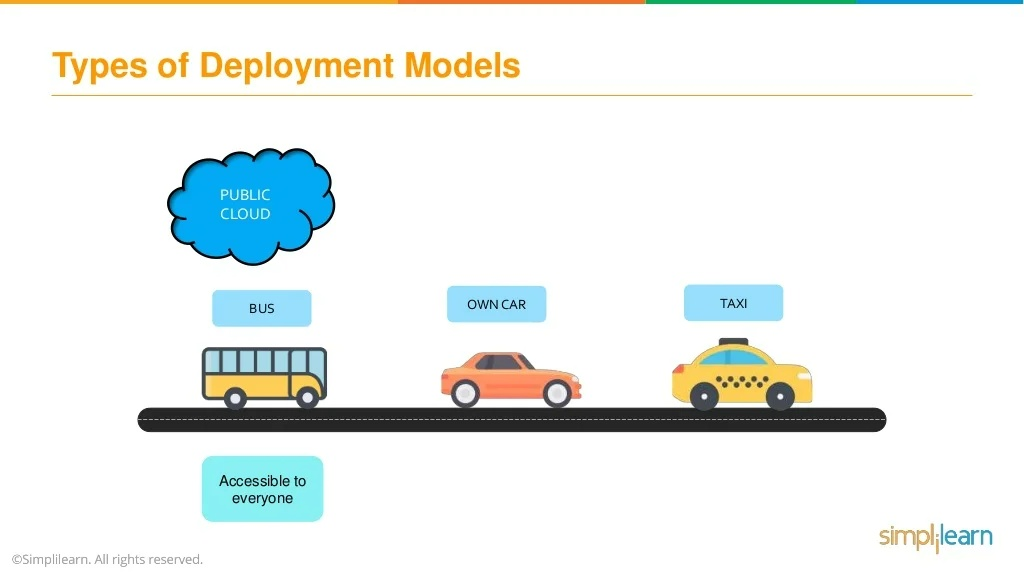 Types of Deployment Models
PUBLIC
CLOUD
BUS
OWN CAR
TAXI
Accessible to
everyone
simplilearn
©Simplilearn. All rights reserved.